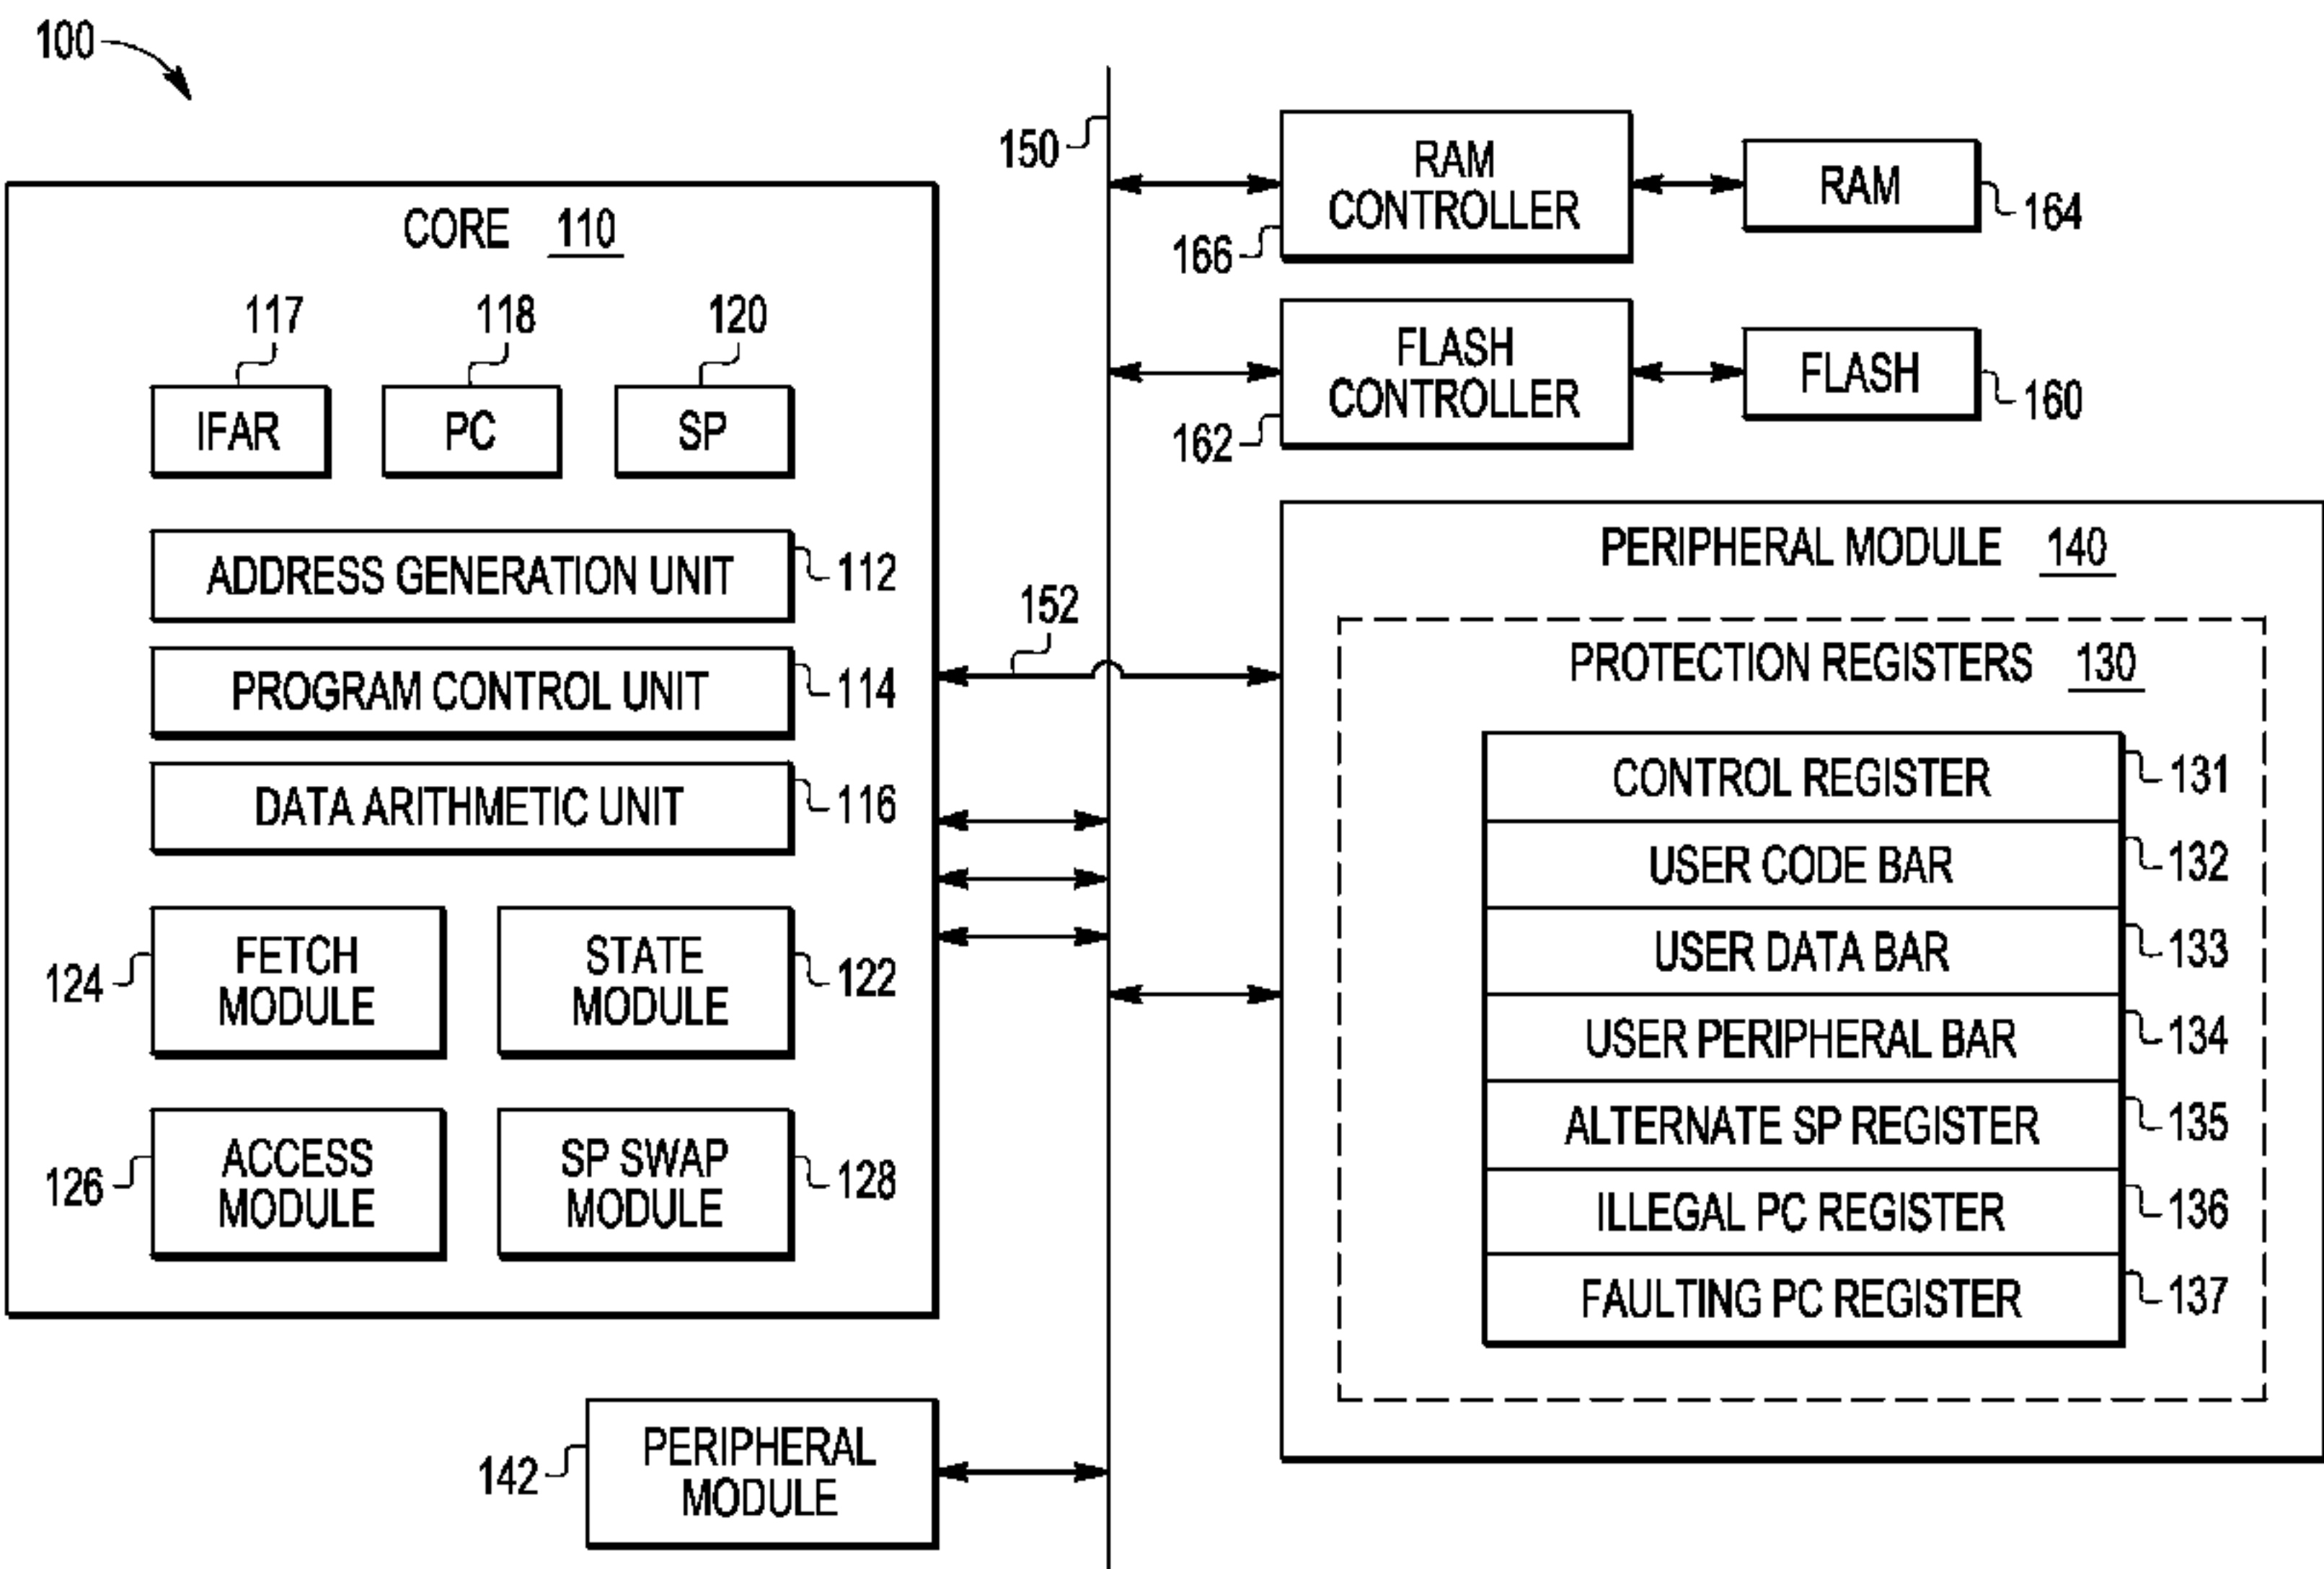 100
150
RAM
CONTROLLER
166
RAM
164
FLASH
CONTROLLER
162
FLASH
160
CORE 110
117
118
120
IFAR
PC
SP
ADDRESS GENERATION UNIT
112
PROGRAM CONTROL UNIT
114
DATA ARITHMETIC UNIT
116
FETCH
MODULE
124
STATE
MODULE
122
ACCESS
MODULE
126
SP SWAP
MODULE
128
152
PERIPHERAL MODULE 140
PROTECTION REGISTERS 130
CONTROL REGISTER
131
USER CODE BAR
132
USER DATA BAR
133
USER PERIPHERAL BAR
134
ALTERNATE SP REGISTER
135
ILLEGAL PC REGISTER
136
FAULTING PC REGISTER
137
PERIPHERAL
MODULE
142